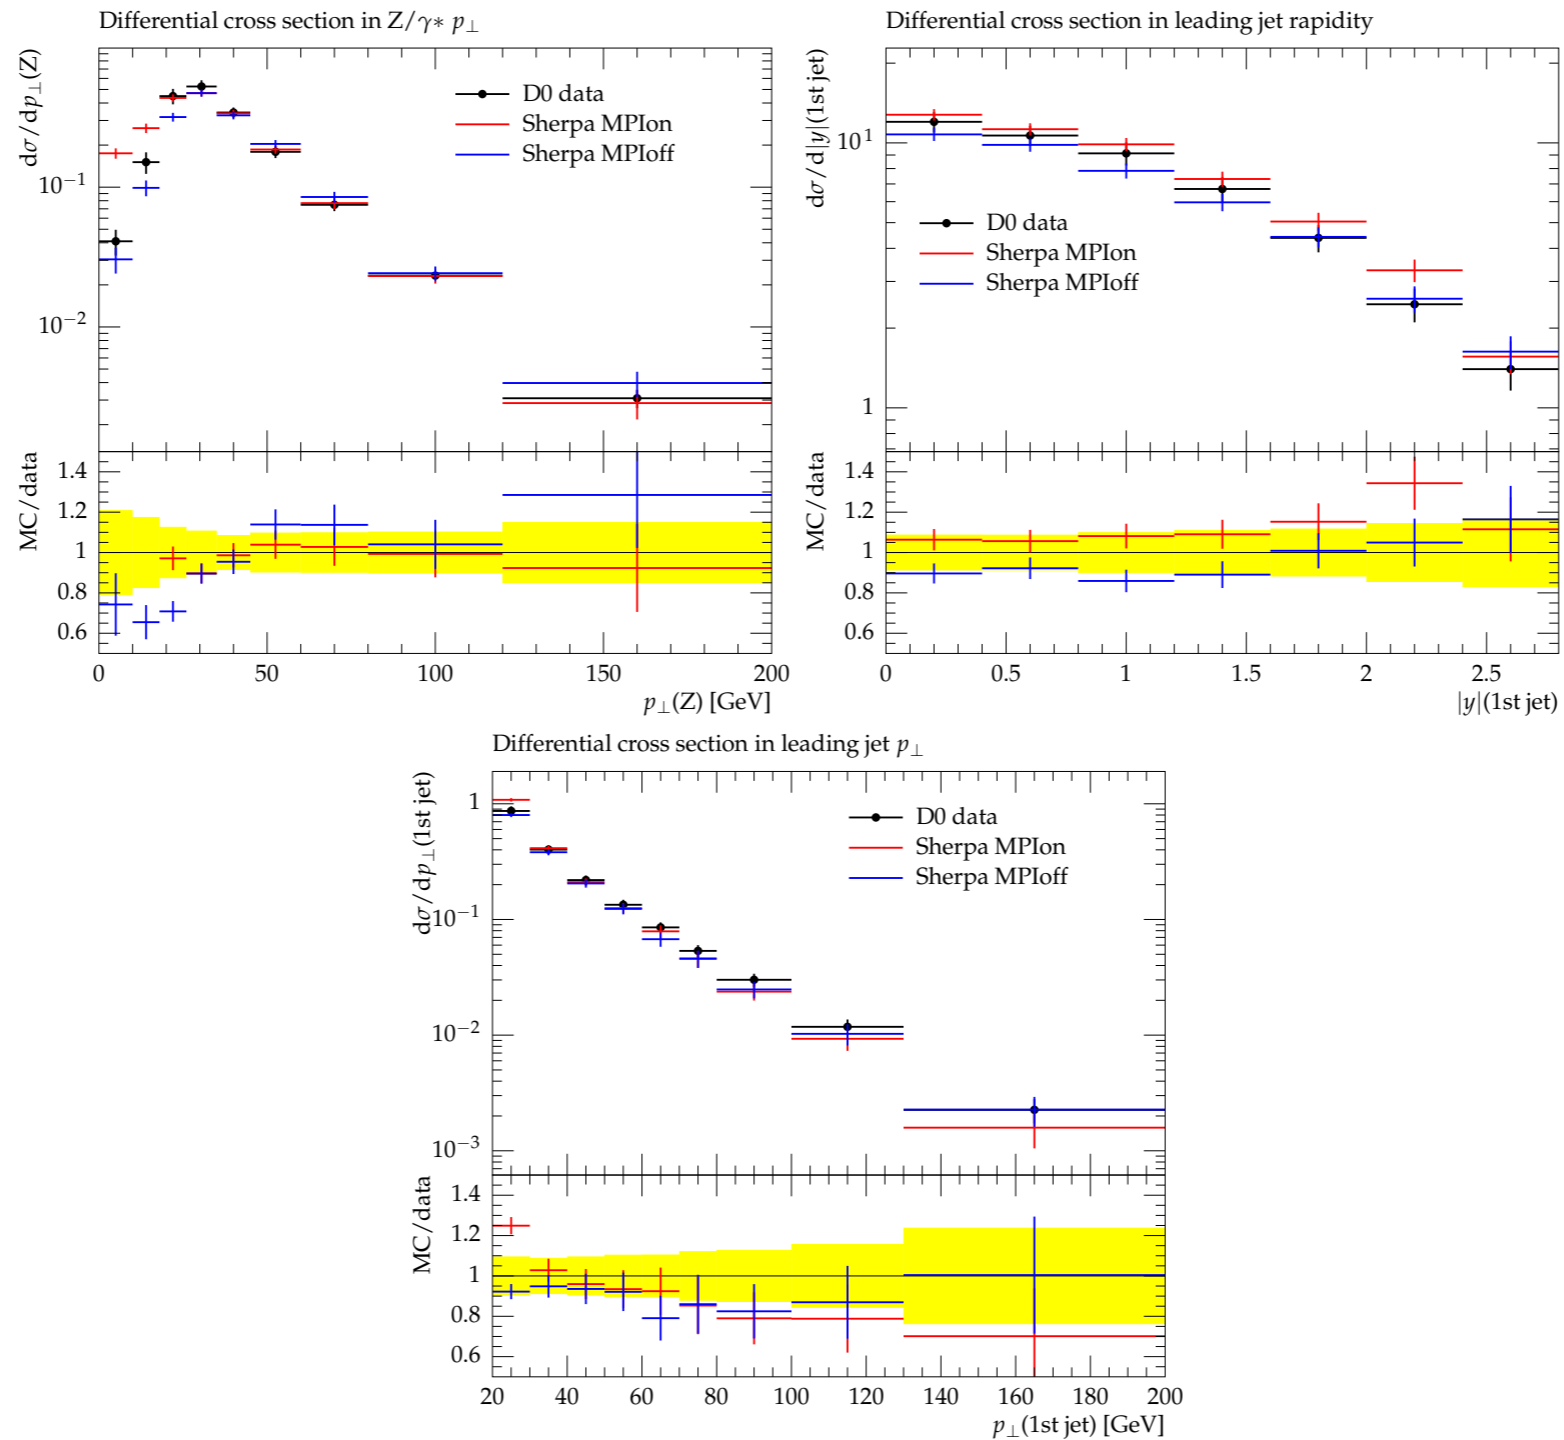 Differential cross section in Z/γ∗ p⊥
dσ/dp⊥(Z)
D0 data
Sherpa MPIon
Sherpa MPIoff
10⁻¹
10⁻²
MC/data
1.4
1.2
1
0.8
0.6
0 50 100 150 200
p⊥(Z) [GeV]
Differential cross section in leading jet rapidity
dσ/d|y|(1st jet)
10¹
D0 data
Sherpa MPIon
Sherpa MPIoff
1
MC/data
1.4
1.2
1
0.8
0.6
0 0.5 1 1.5 2 2.5
|y|(1st jet)
Differential cross section in leading jet p⊥
dσ/dp⊥(1st jet)
1
D0 data
Sherpa MPIon
Sherpa MPIoff
10⁻¹
10⁻²
10⁻³
MC/data
1.4
1.2
1
0.8
0.6
20 40 60 80 100 120 140 160 180 200
p⊥(1st jet) [GeV]